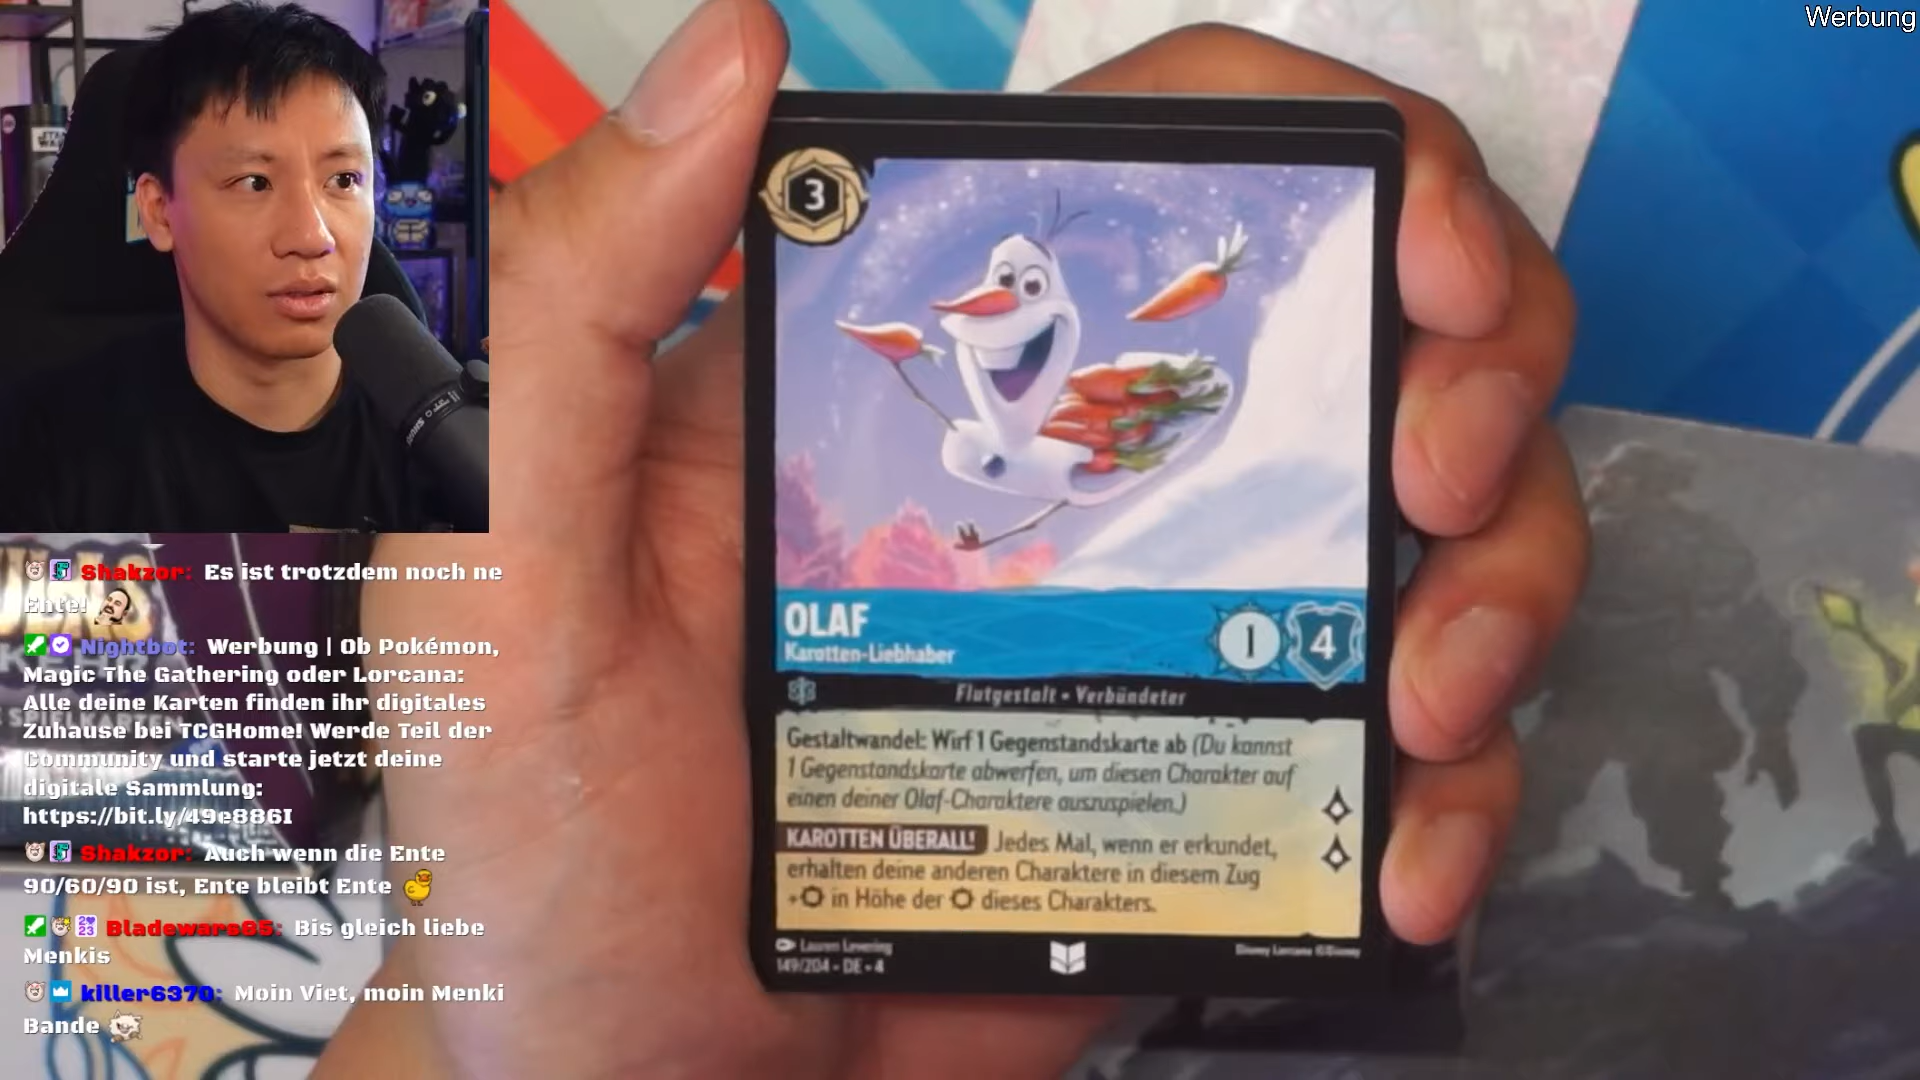 Werbung
3
OLAF
Karotten-Liebhaber
1 4
Flutgestalt • Verbündeter
Gestaltwandel: Wirf 1 Gegenstandskarte ab (Du kannst
1 Gegenstandskarte abwerfen, um diesen Charakter auf
einen deiner Olaf-Charaktere auszuspielen.)
KAROTTEN ÜBERALL! Jedes Mal, wenn er erkundet,
erhalten deine anderen Charaktere in diesem Zug
+ in Höhe der dieses Charakters.
Lauren Levering
149/204 • DE • 4
Disney Lorcana ©Disney
Shakzor: Es ist trotzdem noch ne
Ente!
Nightbot: Werbung | Ob Pokémon,
Magic The Gathering oder Lorcana:
Alle deine Karten finden ihr digitales
Zuhause bei TCGHome! Werde Teil der
Community und starte jetzt deine
digitale Sammlung:
https://bit.ly/49e886I
Shakzor: Auch wenn die Ente
90/60/90 ist, Ente bleibt Ente
Bladewars85: Bis gleich liebe
Menkis
killer6370: Moin Viet, moin Menki
Bande